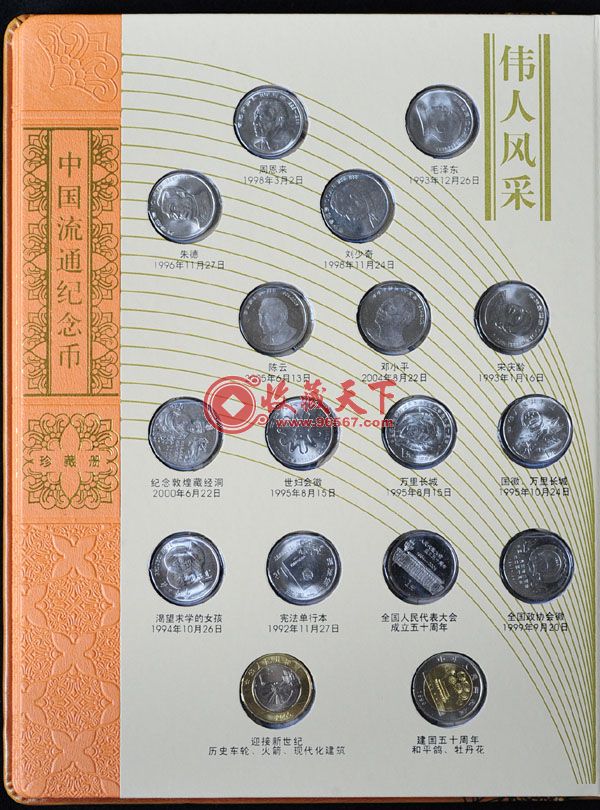 伟人风采
中国流通纪念币
珍藏册
周恩来
1998年3月2日
毛泽东
1993年12月26日
朱德
1996年11月27日
刘少奇
1998年11月24日
陈云
2005年6月13日
邓小平
2004年8月22日
宋庆龄
1993年1月16日
收藏天下
www.90567.com
纪念敦煌藏经洞
2000年6月22日
世妇会徽
1995年8月15日
万里长城
1995年8月15日
国徽、万里长城
1995年10月24日
渴望求学的女孩
1994年10月26日
宪法单行本
1992年11月27日
全国人民代表大会
成立五十周年
全国政协会徽
1999年9月20日
迎接新世纪
历史车轮、火箭、现代化建筑
建国五十周年
和平鸽、牡丹花